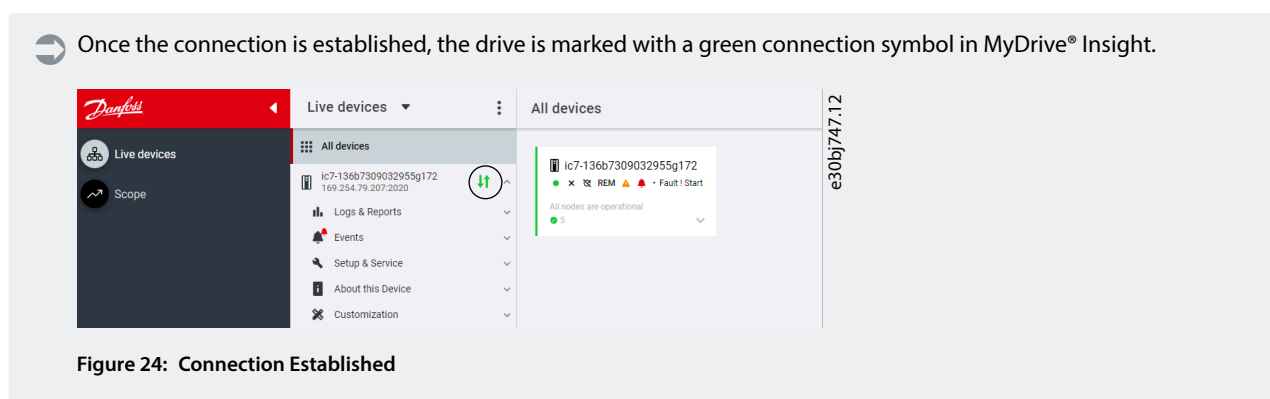 Once the connection is established, the drive is marked with a green connection symbol in MyDrive® Insight.
Danfoss
Live devices
Scope
Live devices
All devices
ic7-136b7309032955g172
169.254.79.207:2020
Logs & Reports
Events
Setup & Service
About this Device
Customization
All devices
ic7-136b7309032955g172
REM · Fault ! Start
All nodes are operational
5
e30bj747.12
Figure 24: Connection Established